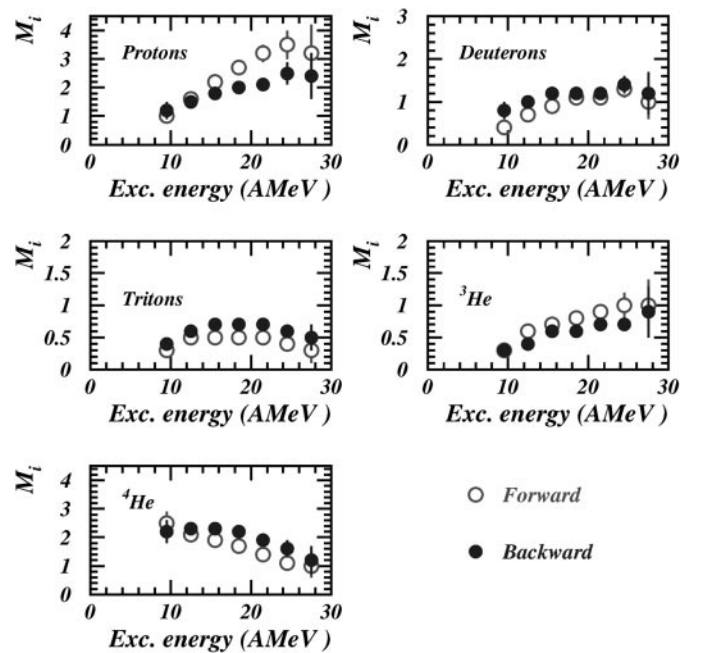 M_i
4
3
2
1
0
Protons
0 10 20 30
Exc. energy (AMeV)
M_i
3
2
1
0
Deuterons
0 10 20 30
Exc. energy (AMeV)
M_i
2
1.5
1
0.5
0
Tritons
0 10 20 30
Exc. energy (AMeV)
M_i
2
1.5
1
0.5
0
³He
0 10 20 30
Exc. energy (AMeV)
M_i
4
3
2
1
0
⁴He
0 10 20 30
Exc. energy (AMeV)
Forward
Backward